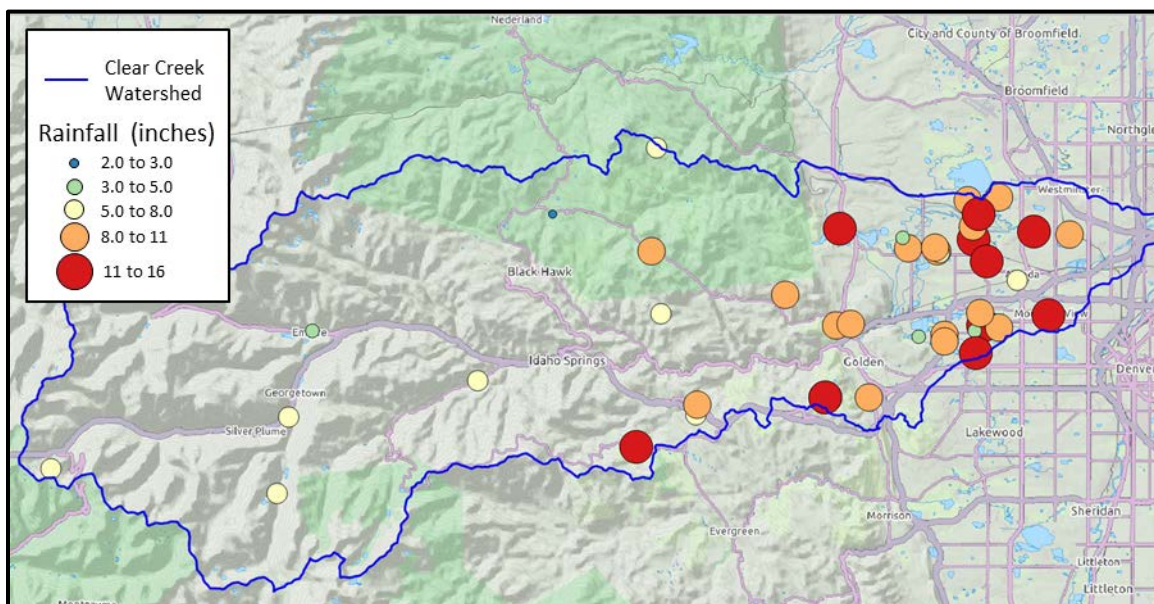 Nederland
City and County of Broomfield
Clear Creek
Watershed
Rainfall (inches)
2.0 to 3.0
3.0 to 5.0
5.0 to 8.0
8.0 to 11
11 to 16
Broomfield
Northgle
Westminster
Black Hawk
Idaho Springs
Golden
Georgetown
Silver Plume
Denver
Lakewood
Evergreen
Morrison
Sheridan
Littleton
Littleton